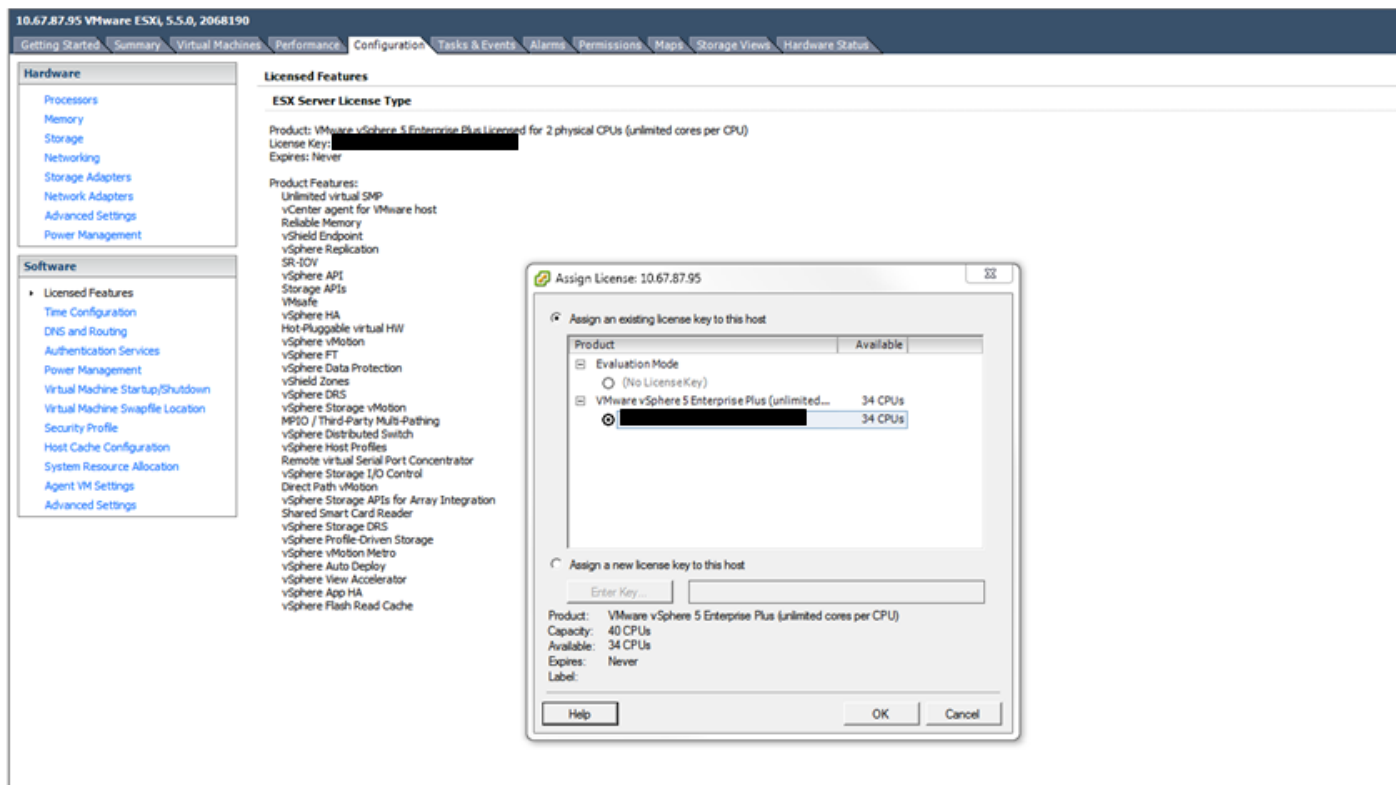 10.67.87.95 VMware ESXi, 5.5.0, 2068190
Getting Started Summary Virtual Machines Performance Configuration Tasks & Events Alarms Permissions Maps Storage Views Hardware Status
Hardware
Processors
Memory
Storage
Networking
Storage Adapters
Network Adapters
Advanced Settings
Power Management
Software
Licensed Features
Time Configuration
DNS and Routing
Authentication Services
Power Management
Virtual Machine Startup/Shutdown
Virtual Machine Swapfile Location
Security Profile
Host Cache Configuration
System Resource Allocation
Agent VM Settings
Advanced Settings
Licensed Features
ESX Server License Type
Product: VMware vSphere 5 Enterprise Plus Licensed for 2 physical CPUs (unlimited cores per CPU)
License Key:
Expires: Never
Product Features:
Unlimited virtual SMP
vCenter agent for VMware host
Reliable Memory
vShield Endpoint
vSphere Replication
SR-IOV
vSphere API
Storage APIs
VMsafe
vSphere HA
Hot-Pluggable virtual HW
vSphere vMotion
vSphere FT
vSphere Data Protection
vShield Zones
vSphere DRS
vSphere Storage vMotion
MPIO / Third-Party Multi-Pathing
vSphere Distributed Switch
vSphere Host Profiles
Remote virtual Serial Port Concentrator
vSphere Storage I/O Control
Direct Path vMotion
vSphere Storage APIs for Array Integration
Shared Smart Card Reader
vSphere Storage DRS
vSphere Profile-Driven Storage
vSphere vMotion Metro
vSphere Auto Deploy
vSphere View Accelerator
vSphere App HA
vSphere Flash Read Cache
Assign License: 10.67.87.95
Assign an existing license key to this host
Product Available
Evaluation Mode
(No License Key)
VMware vSphere 5 Enterprise Plus (unlimited... 34 CPUs
34 CPUs
Assign a new license key to this host
Enter Key...
Product: VMware vSphere 5 Enterprise Plus (unlimited cores per CPU)
Capacity: 40 CPUs
Available: 34 CPUs
Expires: Never
Label:
Help OK Cancel